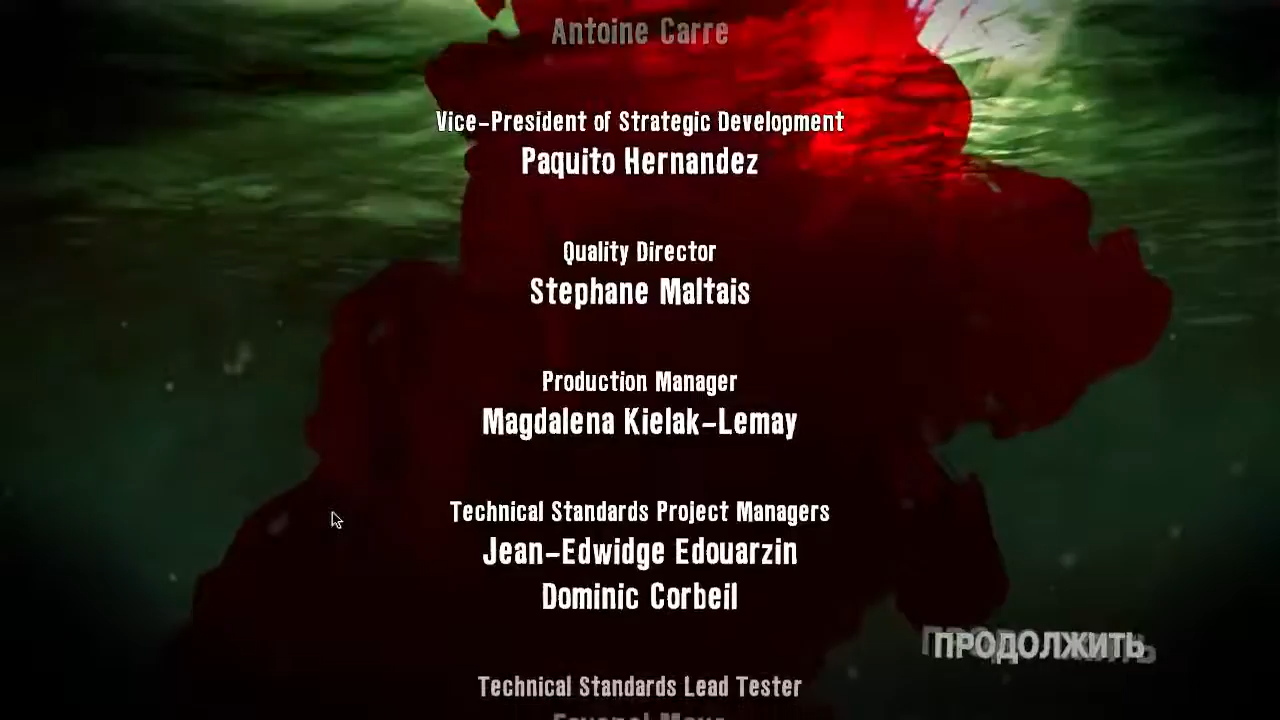 Antoine Carre
Vice-President of Strategic Development
Paquito Hernandez
Quality Director
Stephane Maltais
Production Manager
Magdalena Kielak-Lemay
Technical Standards Project Managers
Jean-Edwidge Edouarzin
Dominic Corbeil
ПРОДОЛЖИТЬ
Technical Standards Lead Tester